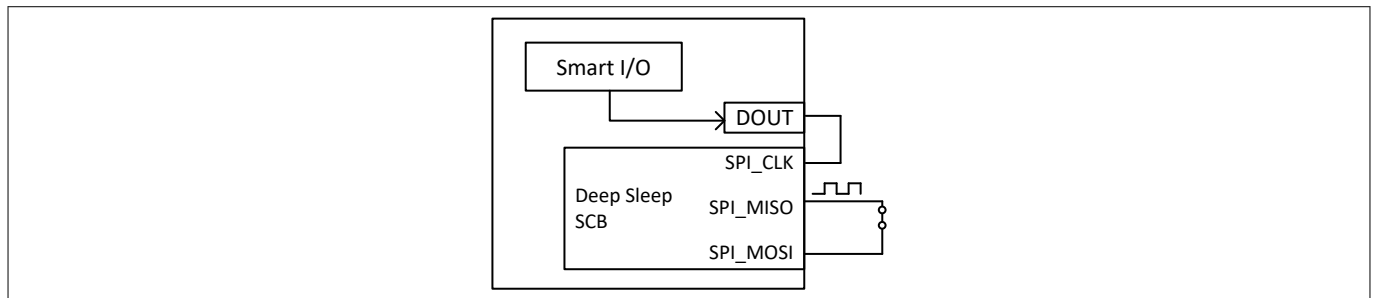 Smart I/O
DOUT
SPI_CLK
Deep Sleep
SCB
SPI_MISO
SPI_MOSI